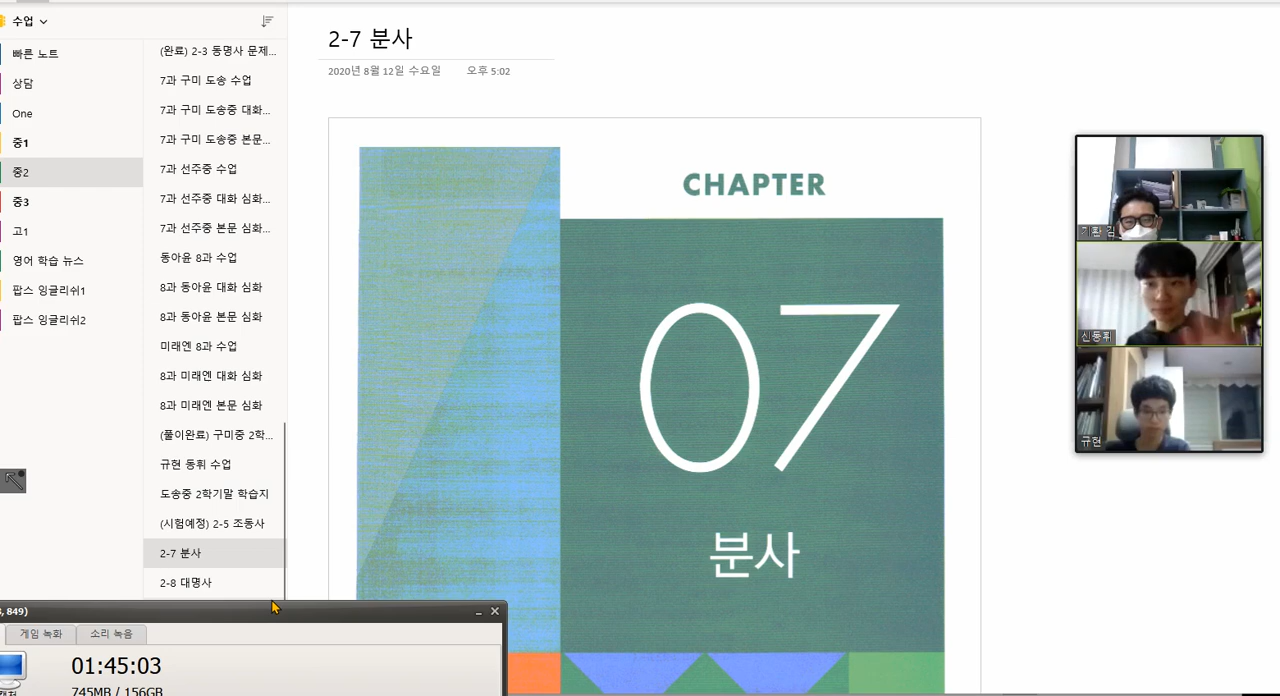 수업
빠른 노트
상담
One
중1
중2
중3
고1
영어 학습 뉴스
팝스 잉글리쉬1
팝스 잉글리쉬2
(완료) 2-3 동명사 문제...
7과 구미 도송 수업
7과 구미 도송중 대화...
7과 구미 도송중 본문...
7과 선주중 수업
7과 선주중 대화 심화...
7과 선주중 본문 심화...
동아윤 8과 수업
8과 동아윤 대화 심화
8과 동아윤 본문 심화
미래엔 8과 수업
8과 미래엔 대화 심화
8과 미래엔 본문 심화
(풀이완료) 구미중 2학...
규현 동휘 수업
도송중 2학기말 학습지
(시험예정) 2-5 조동사
2-7 분사
2-8 대명사
2-7 분사
2020년 8월 12일 수요일 오후 5:02
CHAPTER
07
분사
기환 김
신동휘
규현
849)
게임 녹화
소리 녹음
01:45:03
745MB / 156GB